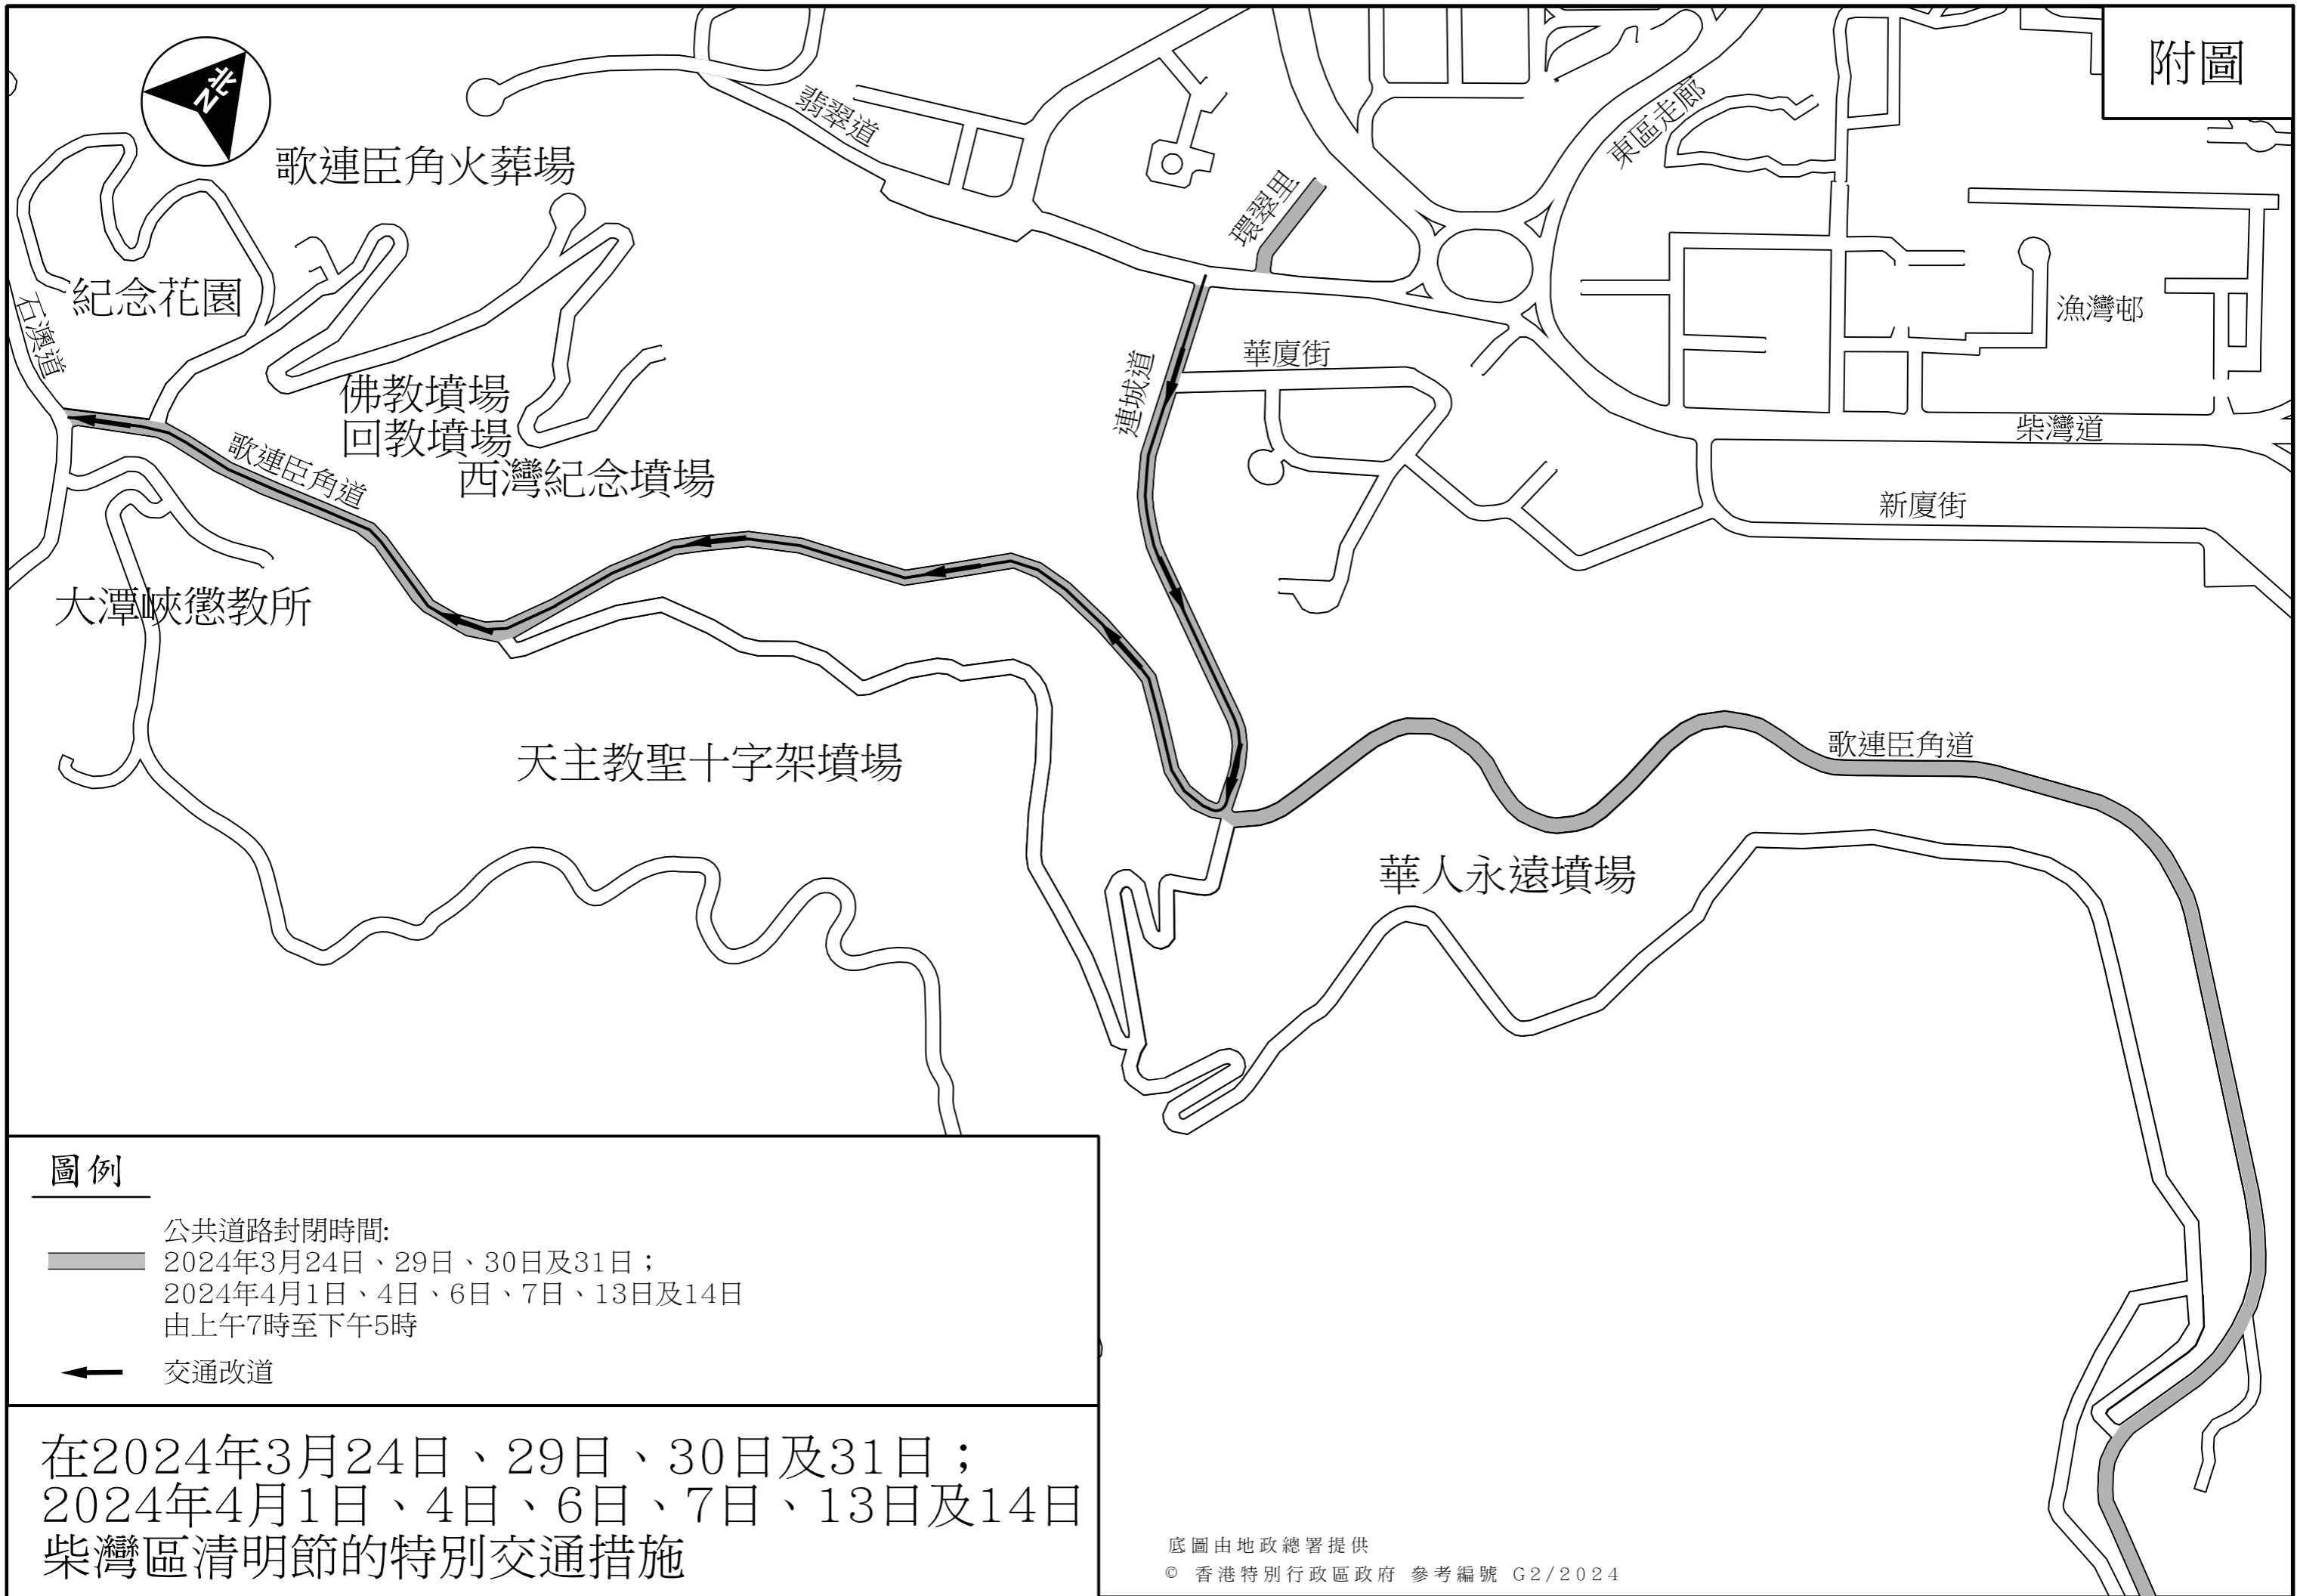 附圖
北
N
翡翠道
東區走廊
歌連臣角火葬場
環翠里
紀念花園
石澳道
漁灣邨
華廈街
連城道
佛教墳場
回教墳場
柴灣道
歌連臣角道
西灣紀念墳場
新廈街
大潭峽懲教所
天主教聖十字架墳場
歌連臣角道
華人永遠墳場
圖例
公共道路封閉時間:
2024年3月24日、29日、30日及31日；
2024年4月1日、4日、6日、7日、13日及14日
由上午7時至下午5時
交通改道
在2024年3月24日、29日、30日及31日；
2024年4月1日、4日、6日、7日、13日及14日
柴灣區清明節的特別交通措施
底圖由地政總署提供
© 香港特別行政區政府 參考編號 G2/2024